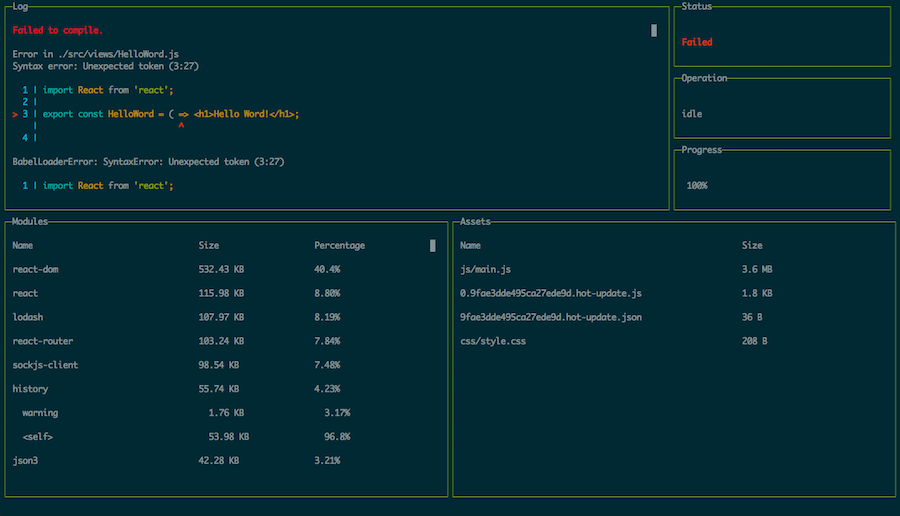 Log
Failed to compile.
Error in ./src/views/HelloWord.js
Syntax error: Unexpected token (3:27)
1 | import React from 'react';
2 |
> 3 | export const HelloWord = ( => <h1>Hello Word!</h1>;
| ^
4 |
BabelLoaderError: SyntaxError: Unexpected token (3:27)
1 | import React from 'react';
Status
Failed
Operation
idle
Progress
100%
Modules
Name Size Percentage
react-dom 532.43 KB 40.4%
react 115.98 KB 8.80%
lodash 107.97 KB 8.19%
react-router 103.24 KB 7.84%
sockjs-client 98.54 KB 7.48%
history 55.74 KB 4.23%
warning 1.76 KB 3.17%
<self> 53.98 KB 96.8%
json3 42.28 KB 3.21%
Assets
Name Size
js/main.js 3.6 MB
0.9fae3dde495ca27ede9d.hot-update.js 1.8 KB
9fae3dde495ca27ede9d.hot-update.json 36 B
css/style.css 208 B